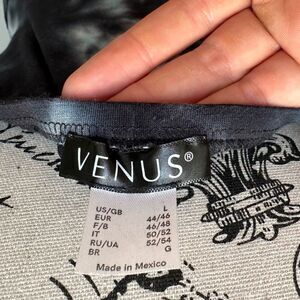 VENUS®
US/GB L
EUR 44/46
F/B 46/48
IT 50/52
RU/UA 52/54
BR G
Made in Mexico